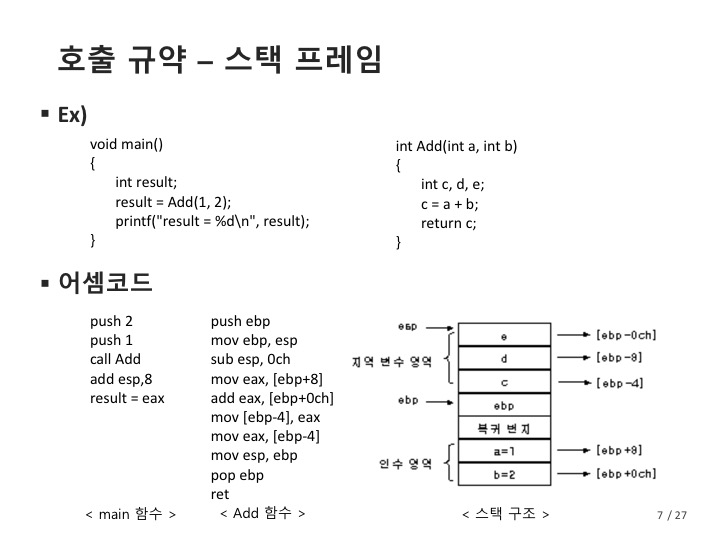 호출 규약 – 스택 프레임
▪ Ex)
void main()
{
int result;
result = Add(1, 2);
printf("result = %d\n", result);
}
int Add(int a, int b)
{
int c, d, e;
c = a + b;
return c;
}
▪ 어셈코드
push 2
push 1
call Add
add esp,8
result = eax
< main 함수 >
push ebp
mov ebp, esp
sub esp, 0ch
mov eax, [ebp+8]
add eax, [ebp+0ch]
mov [ebp-4], eax
mov eax, [ebp-4]
mov esp, ebp
pop ebp
ret
< Add 함수 >
esp
e
[ebp-0ch]
지역 변수 영역
d
[ebp-8]
c
[ebp-4]
ebp
ebp
복귀 번지
인수 영역
a=1
[ebp+8]
b=2
[ebp+0ch]
< 스택 구조 >
7 / 27